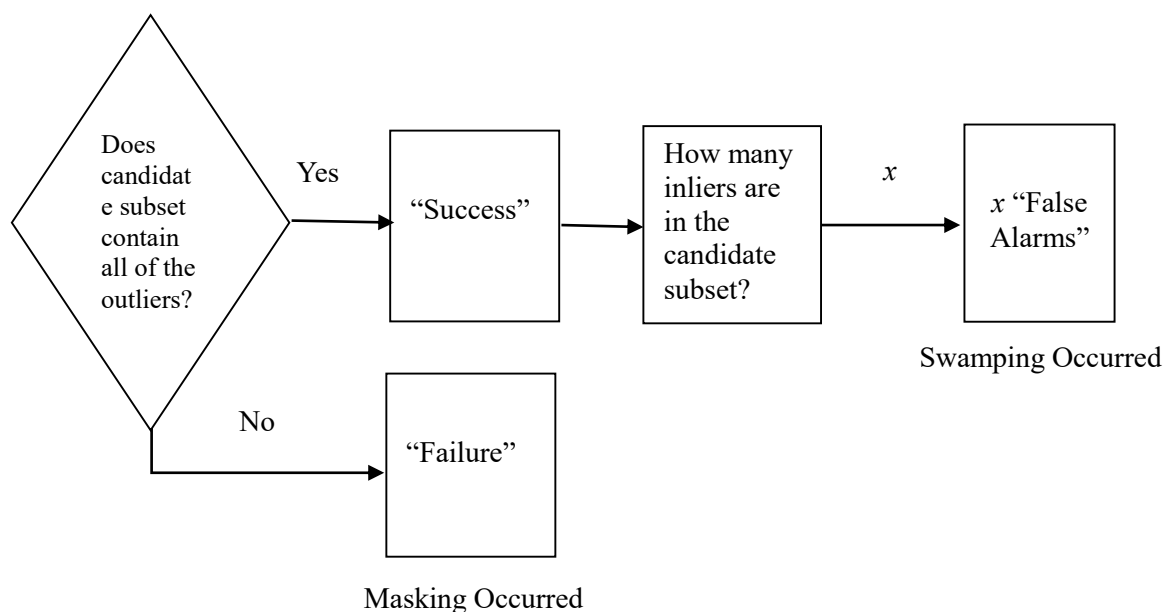 Does
candidat
e subset
contain
all of the
outliers?
Yes
“Success”
How many
inliers are
in the
candidate
subset?
x
x “False
Alarms”
Swamping Occurred
No
“Failure”
Masking Occurred